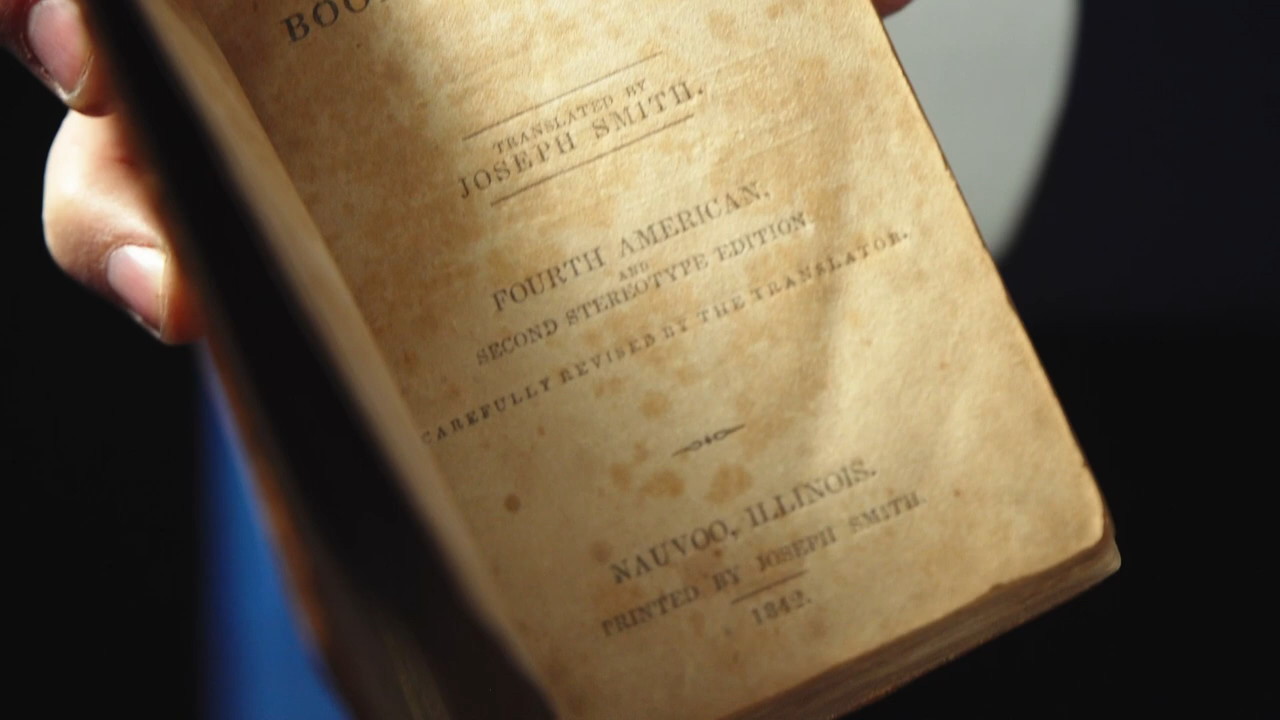 TRANSLATED BY
JOSEPH SMITH.
FOURTH AMERICAN,
AND
SECOND STEREOTYPE EDITION.
CAREFULLY REVISED BY THE TRANSLATOR.
NAUVOO, ILLINOIS.
PRINTED BY JOSEPH SMITH.
1842.